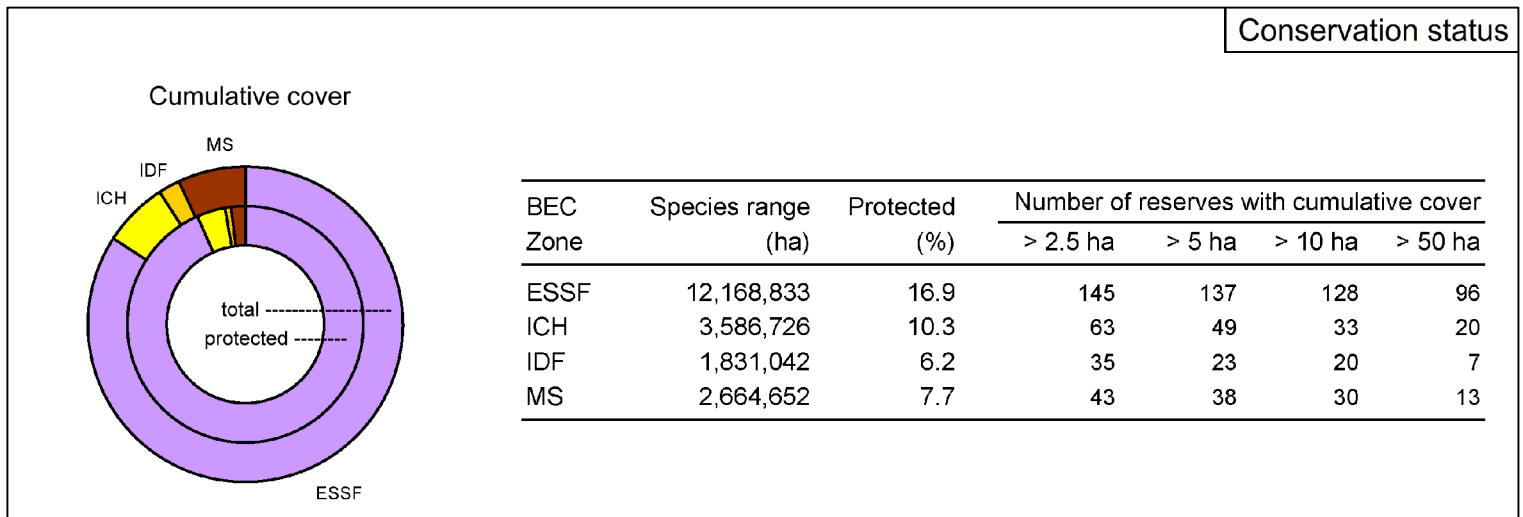 Conservation status
Cumulative cover
MS
IDF
ICH
total
protected
ESSF
BEC Species range Protected Number of reserves with cumulative cover
Zone (ha) (%) > 2.5 ha > 5 ha > 10 ha > 50 ha
ESSF 12,168,833 16.9 145 137 128 96
ICH 3,586,726 10.3 63 49 33 20
IDF 1,831,042 6.2 35 23 20 7
MS 2,664,652 7.7 43 38 30 13